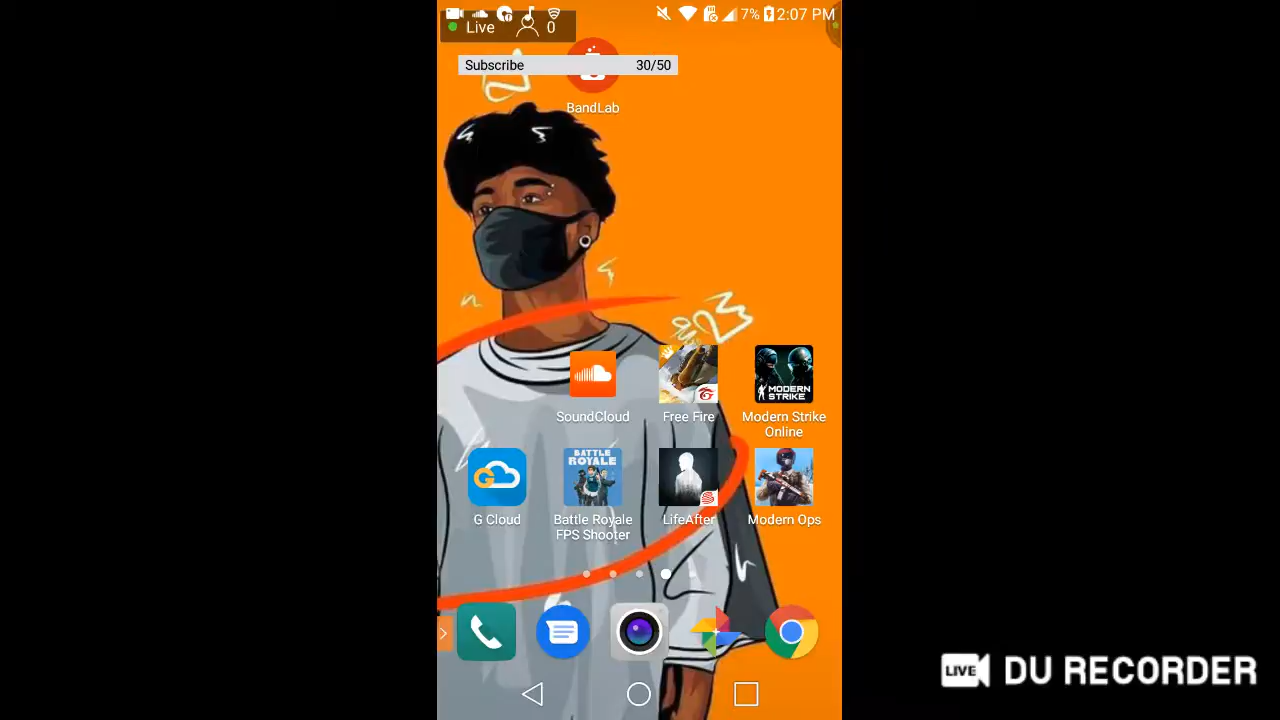 7% 2:07 PM
Live 0
Subscribe 30/50
BandLab
SoundCloud
Free Fire
MODERN
STRIKE
Modern Strike
Online
BATTLE
ROYALE
G Cloud
Battle Royale
FPS Shooter
LifeAfter
Modern Ops
LIVE DU RECORDER